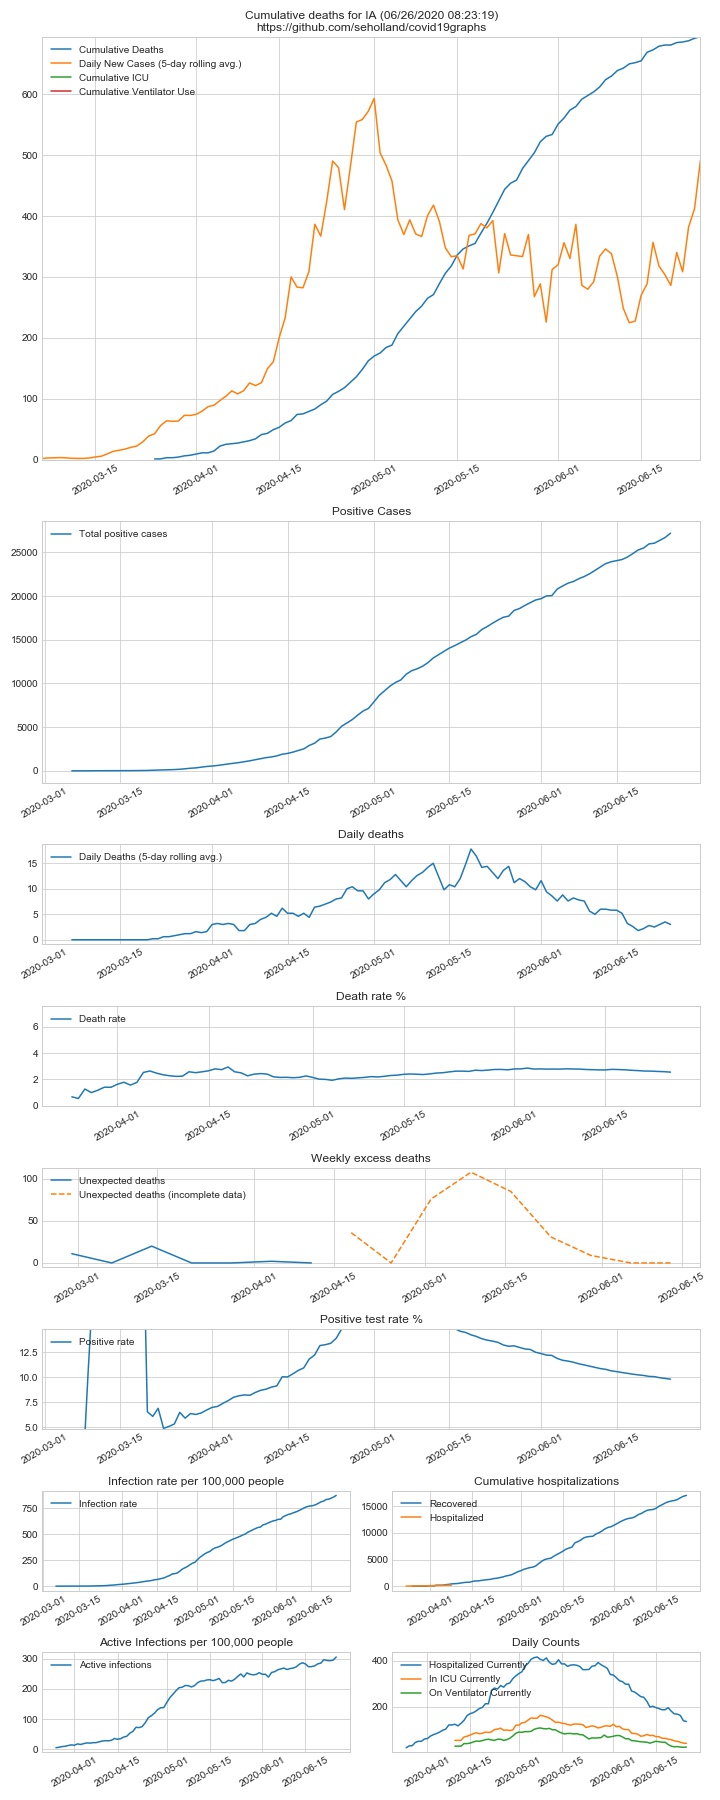 Cumulative deaths for IA (06/26/2020 08:23:19)
https://github.com/seholland/covid19graphs
Cumulative Deaths
Daily New Cases (5-day rolling avg.)
Cumulative ICU
Cumulative Ventilator Use
600
500
400
300
200
100
0
2020-03-15 2020-04-01 2020-04-15 2020-05-01 2020-05-15 2020-06-01 2020-06-15
Positive Cases
Total positive cases
25000
20000
15000
10000
5000
0
2020-03-01 2020-03-15 2020-04-01 2020-04-15 2020-05-01 2020-05-15 2020-06-01 2020-06-15
Daily deaths
Daily Deaths (5-day rolling avg.)
15
10
5
0
2020-03-01 2020-03-15 2020-04-01 2020-04-15 2020-05-01 2020-05-15 2020-06-01 2020-06-15
Death rate %
Death rate
6
4
2
0
2020-04-01 2020-04-15 2020-05-01 2020-05-15 2020-06-01 2020-06-15
Weekly excess deaths
Unexpected deaths
Unexpected deaths (incomplete data)
100
50
0
2020-03-01 2020-03-15 2020-04-01 2020-04-15 2020-05-01 2020-05-15 2020-06-01 2020-06-15
Positive test rate %
Positive rate
12.5
10.0
7.5
5.0
2020-03-01 2020-03-15 2020-04-01 2020-04-15 2020-05-01 2020-05-15 2020-06-01 2020-06-15
Infection rate per 100,000 people
Infection rate
750
500
250
0
2020-03-01 2020-03-15 2020-04-01 2020-04-15 2020-05-01 2020-05-15 2020-06-01 2020-06-15
Cumulative hospitalizations
Recovered
Hospitalized
15000
10000
5000
0
2020-04-01 2020-04-15 2020-05-01 2020-05-15 2020-06-01 2020-06-15
Active Infections per 100,000 people
Active infections
300
200
100
0
2020-04-01 2020-04-15 2020-05-01 2020-05-15 2020-06-01 2020-06-15
Daily Counts
Hospitalized Currently
In ICU Currently
On Ventilator Currently
400
200
2020-04-01 2020-04-15 2020-05-01 2020-05-15 2020-06-01 2020-06-15